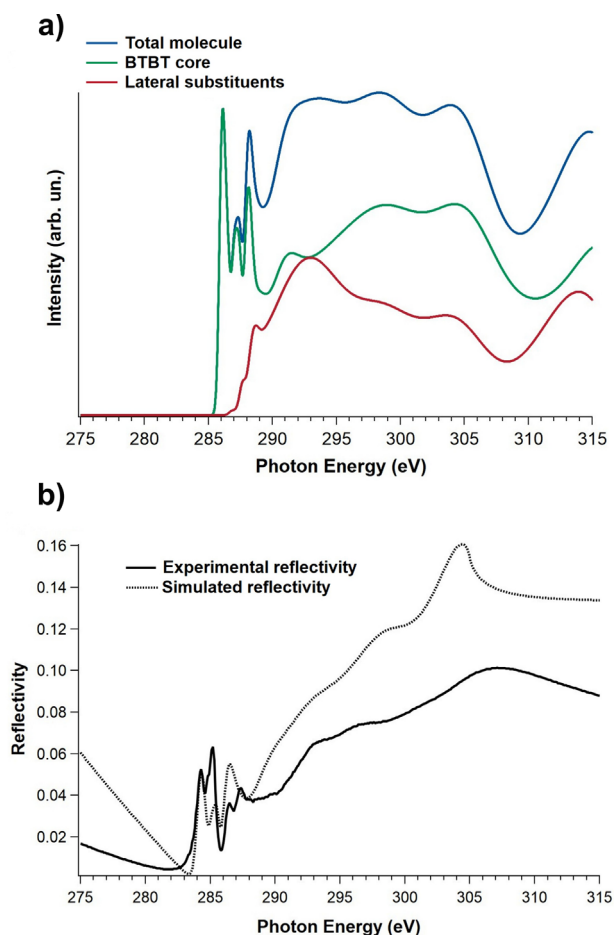 a)
Total molecule
BTBT core
Lateral substituents
Intensity (arb. un.)
275 280 285 290 295 300 305 310 315
Photon Energy (eV)
b)
0.16
0.14
0.12
0.10
0.08
0.06
0.04
0.02
Experimental reflectivity
Simulated reflectivity
Reflectivity
275 280 285 290 295 300 305 310 315
Photon Energy (eV)